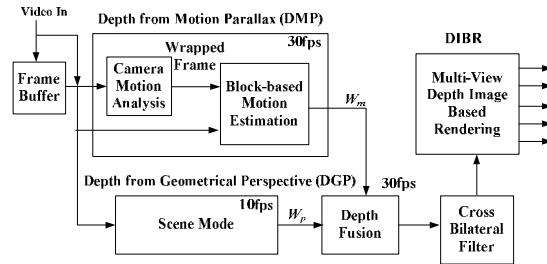 Video In
Depth from Motion Parallax (DMP)
30fps
Wrapped
Frame
Frame
Buffer
Camera
Motion
Analysis
Block-based
Motion
Estimation
Wm
DIBR
Multi-View
Depth Image
Based
Rendering
Depth from Geometrical Perspective (DGP)
10fps
Scene Mode
Wp
30fps
Depth
Fusion
Cross
Bilateral
Filter